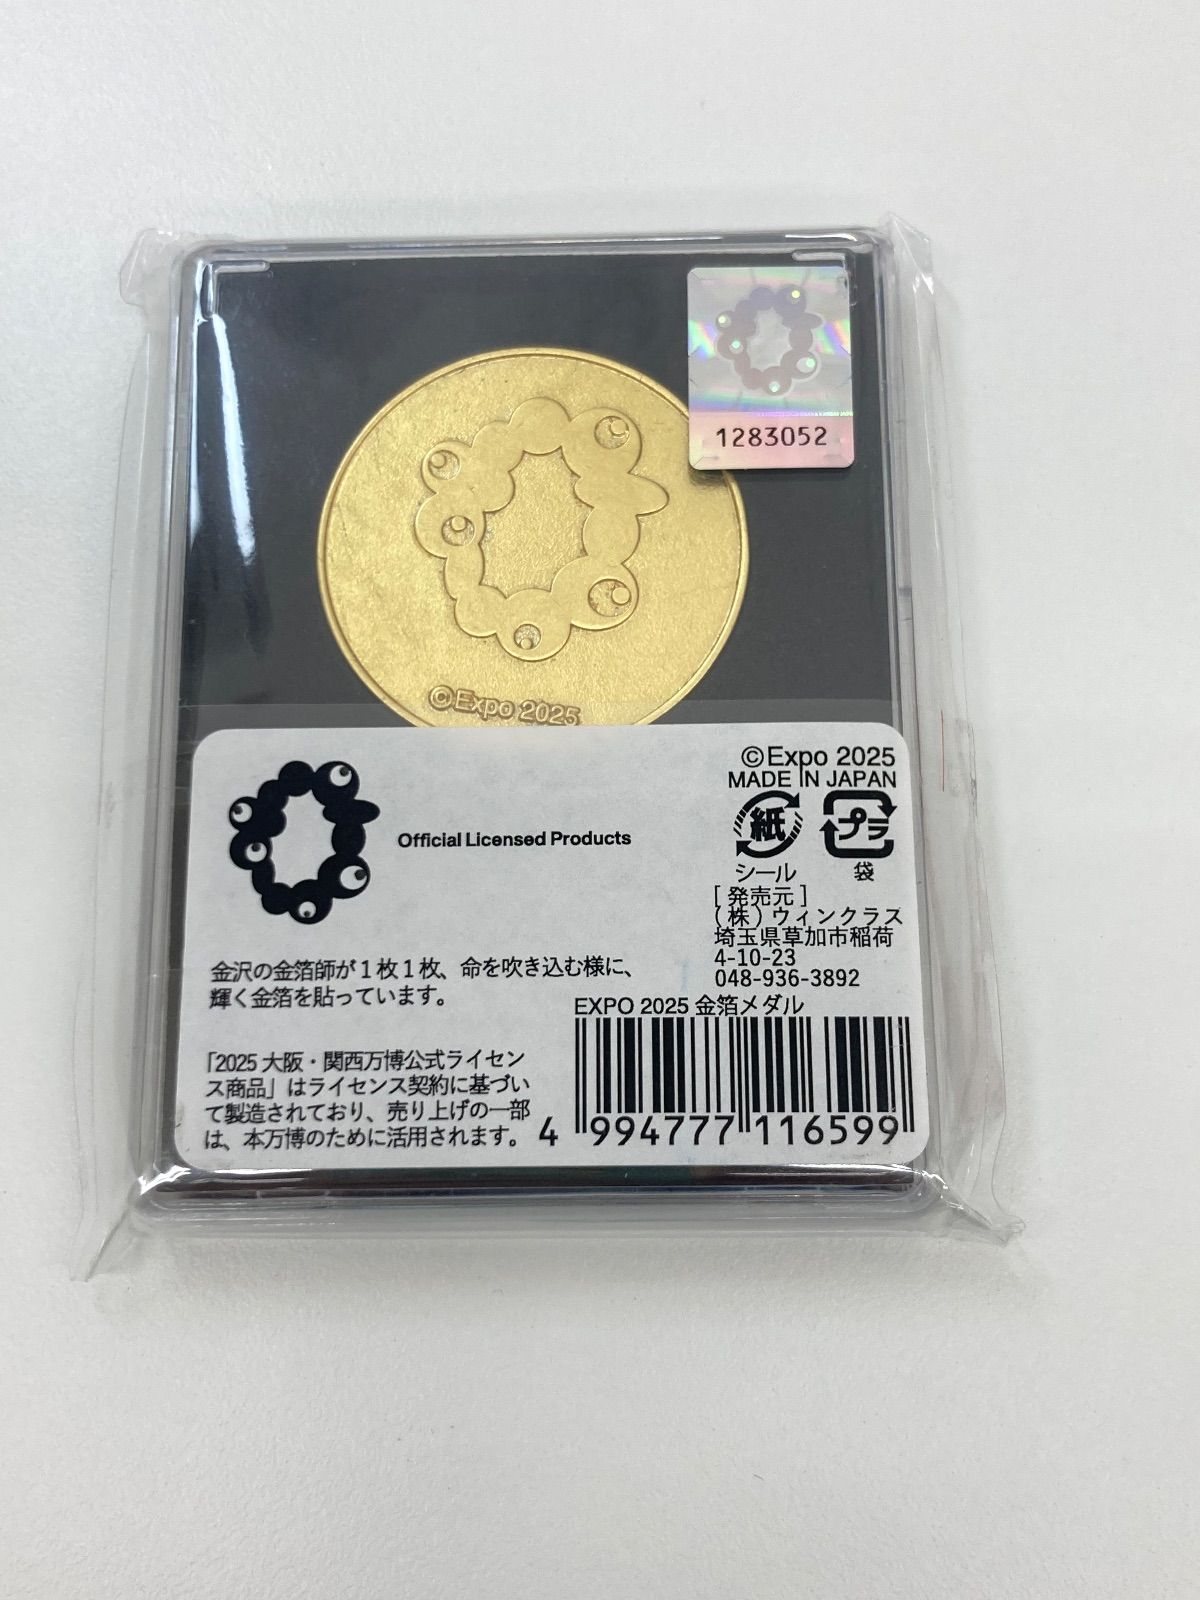 1283052
©Expo 2025
©Expo 2025
MADE IN JAPAN
Official Licensed Products
紙
プラ
シール
袋
[ 発売元 ]
(株) ウィンクラス
埼玉県草加市稲荷
4-10-23
048-936-3892
金沢の金箔師が1枚1枚、命を吹き込む様に、
輝く金箔を貼っています。
EXPO 2025 金箔メダル
「2025 大阪・関西万博公式ライセン
ス商品」はライセンス契約に基づい
て製造されており、売り上げの一部
は、本万博のために活用されます。
4 994777 116599